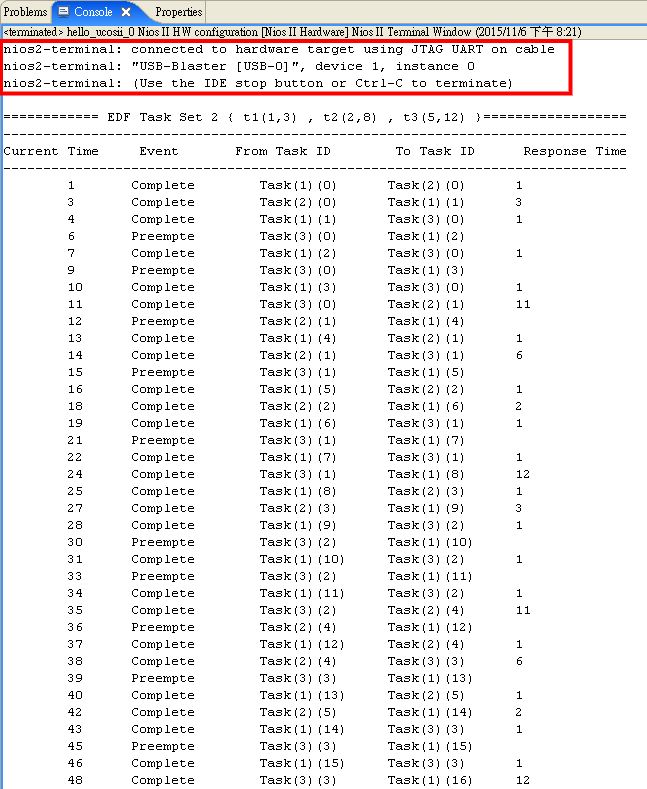 Problems Console Properties
<terminated> hello_ucosii_0 Nios II HW configuration [Nios II Hardware] Nios II Terminal Window (2015/11/6 下午 8:21)
nios2-terminal: connected to hardware target using JTAG UART on cable
nios2-terminal: "USB-Blaster [USB-0]", device 1, instance 0
nios2-terminal: (Use the IDE stop button or Ctrl-C to terminate)
============ EDF Task Set 2 { t1(1,3) , t2(2,8) , t3(5,12) }==================
--------------------------------------------------------------------------------
Current Time Event From Task ID To Task ID Response Time
--------------------------------------------------------------------------------
1 Complete Task(1)(0) Task(2)(0) 1
3 Complete Task(2)(0) Task(1)(1) 3
4 Complete Task(1)(1) Task(3)(0) 1
6 Preempte Task(3)(0) Task(1)(2)
7 Complete Task(1)(2) Task(3)(0) 1
9 Preempte Task(3)(0) Task(1)(3)
10 Complete Task(1)(3) Task(3)(0) 1
11 Complete Task(3)(0) Task(2)(1) 11
12 Preempte Task(2)(1) Task(1)(4)
13 Complete Task(1)(4) Task(2)(1) 1
14 Complete Task(2)(1) Task(3)(1) 6
15 Preempte Task(3)(1) Task(1)(5)
16 Complete Task(1)(5) Task(2)(2) 1
18 Complete Task(2)(2) Task(1)(6) 2
19 Complete Task(1)(6) Task(3)(1) 1
21 Preempte Task(3)(1) Task(1)(7)
22 Complete Task(1)(7) Task(3)(1) 1
24 Complete Task(3)(1) Task(1)(8) 12
25 Complete Task(1)(8) Task(2)(3) 1
27 Complete Task(2)(3) Task(1)(9) 3
28 Complete Task(1)(9) Task(3)(2) 1
30 Preempte Task(3)(2) Task(1)(10)
31 Complete Task(1)(10) Task(3)(2) 1
33 Preempte Task(3)(2) Task(1)(11)
34 Complete Task(1)(11) Task(3)(2) 1
35 Complete Task(3)(2) Task(2)(4) 11
36 Preempte Task(2)(4) Task(1)(12)
37 Complete Task(1)(12) Task(2)(4) 1
38 Complete Task(2)(4) Task(3)(3) 6
39 Preempte Task(3)(3) Task(1)(13)
40 Complete Task(1)(13) Task(2)(5) 1
42 Complete Task(2)(5) Task(1)(14) 2
43 Complete Task(1)(14) Task(3)(3) 1
45 Preempte Task(3)(3) Task(1)(15)
46 Complete Task(1)(15) Task(3)(3) 1
48 Complete Task(3)(3) Task(1)(16) 12